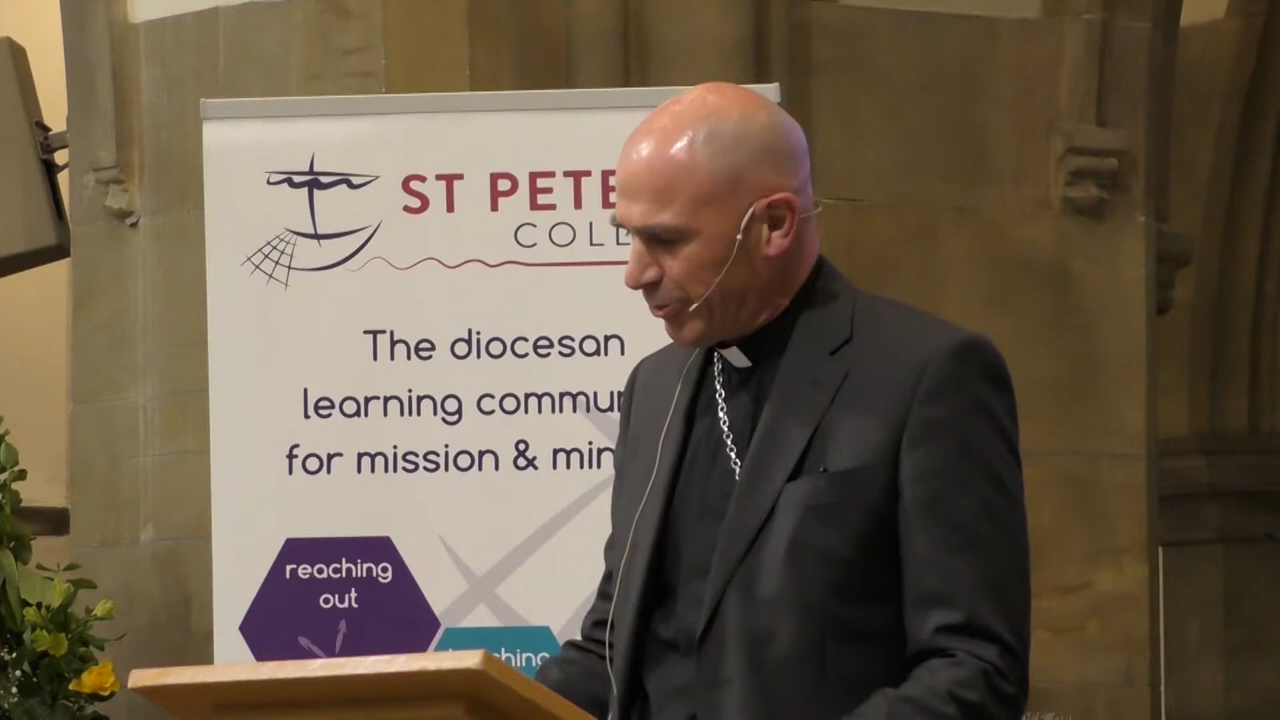 ST PETE
COLL
The diocesan
learning commun
for mission & min
reaching
out